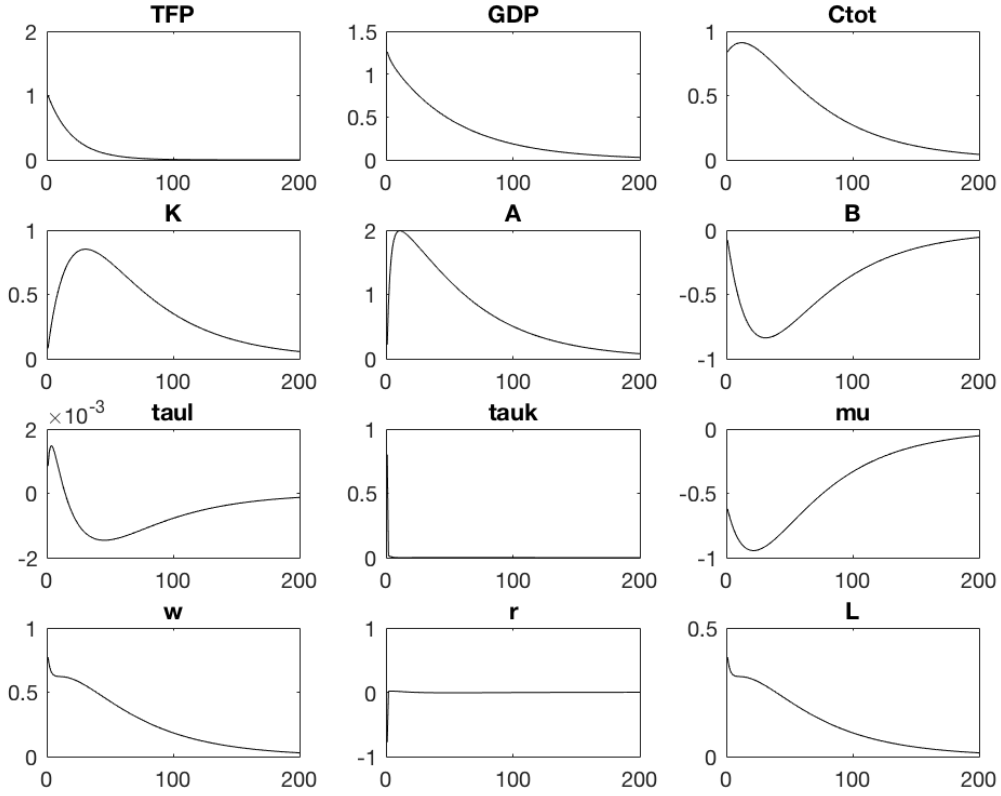 TFP GDP Ctot
2 1.5 1
1 1 0.5
0.5
0 0 0
0 100 200 0 100 200 0 100 200
K A B
1 2 0
0.5 1 -0.5
0 0 -1
0 100 200 0 100 200 0 100 200
taul tauk mu
×10-3
2 1 0
0 0.5 -0.5
-2 0 -1
0 100 200 0 100 200 0 100 200
w r L
1 1 0.5
0.5 0
0 -1 0
0 100 200 0 100 200 0 100 200